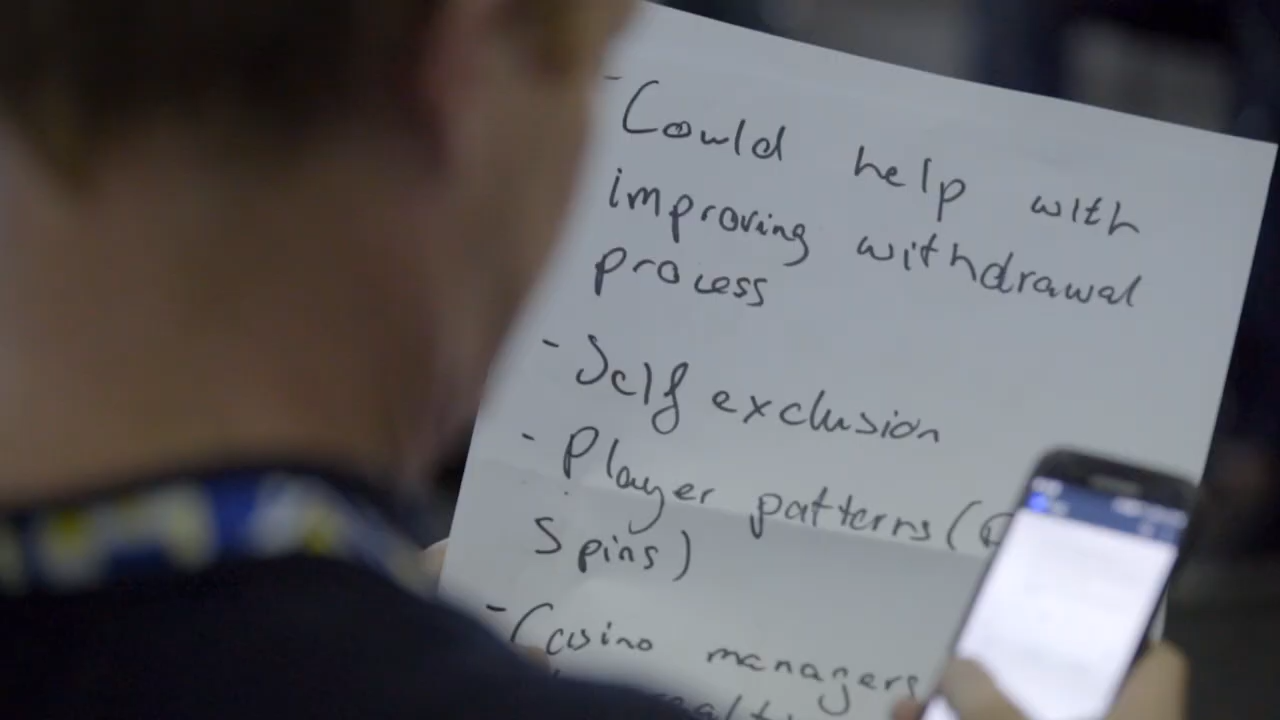 - Could help with
improving withdrawal
process
- Self exclusion
- Player patterns (
Spins)
- Casino managers